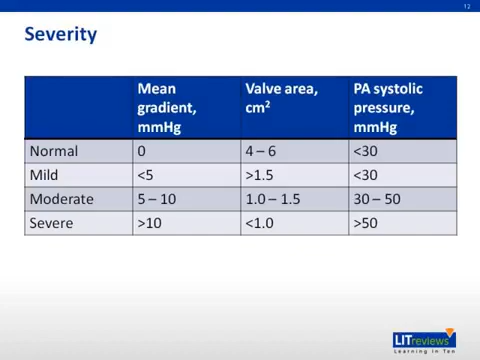 12
Severity
Mean gradient, mmHg Valve area, cm² PA systolic pressure, mmHg
Normal 0 4 – 6 <30
Mild <5 >1.5 <30
Moderate 5 – 10 1.0 – 1.5 30 – 50
Severe >10 <1.0 >50
LITreviews
Learning in Ten